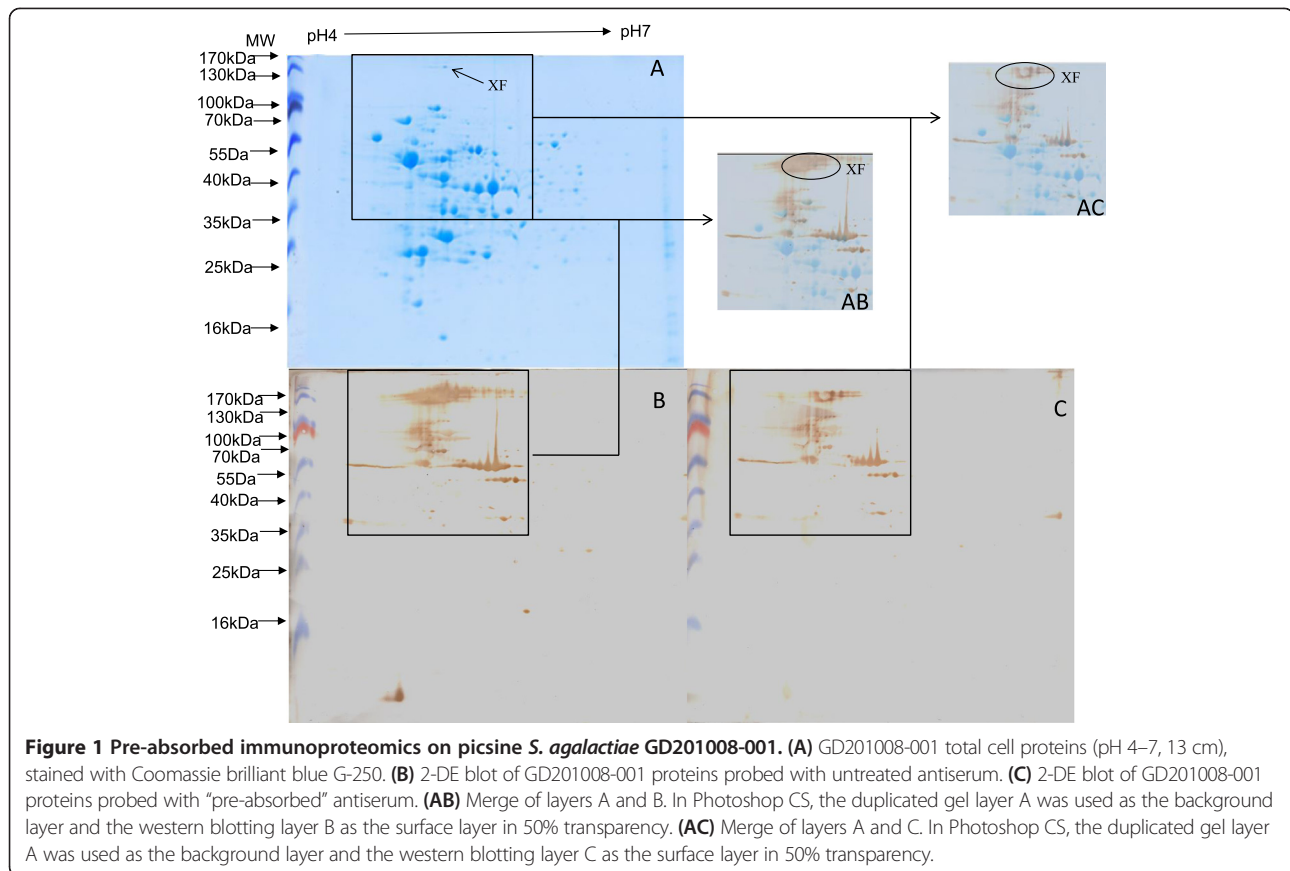 MW pH4 pH7
170kDa
130kDa
100kDa
70kDa
55Da
40kDa
35kDa
25kDa
16kDa
XF
A
XF
AC
XF
AB
170kDa
130kDa
100kDa
70kDa
55Da
40kDa
35kDa
25kDa
16kDa
B
C
Figure 1 Pre-absorbed immunoproteomics on picsine S. agalactiae GD201008-001. (A) GD201008-001 total cell proteins (pH 4–7, 13 cm),
stained with Coomassie brilliant blue G-250. (B) 2-DE blot of GD201008-001 proteins probed with untreated antiserum. (C) 2-DE blot of GD201008-001
proteins probed with “pre-absorbed” antiserum. (AB) Merge of layers A and B. In Photoshop CS, the duplicated gel layer A was used as the background
layer and the western blotting layer B as the surface layer in 50% transparency. (AC) Merge of layers A and C. In Photoshop CS, the duplicated gel layer
A was used as the background layer and the western blotting layer C as the surface layer in 50% transparency.